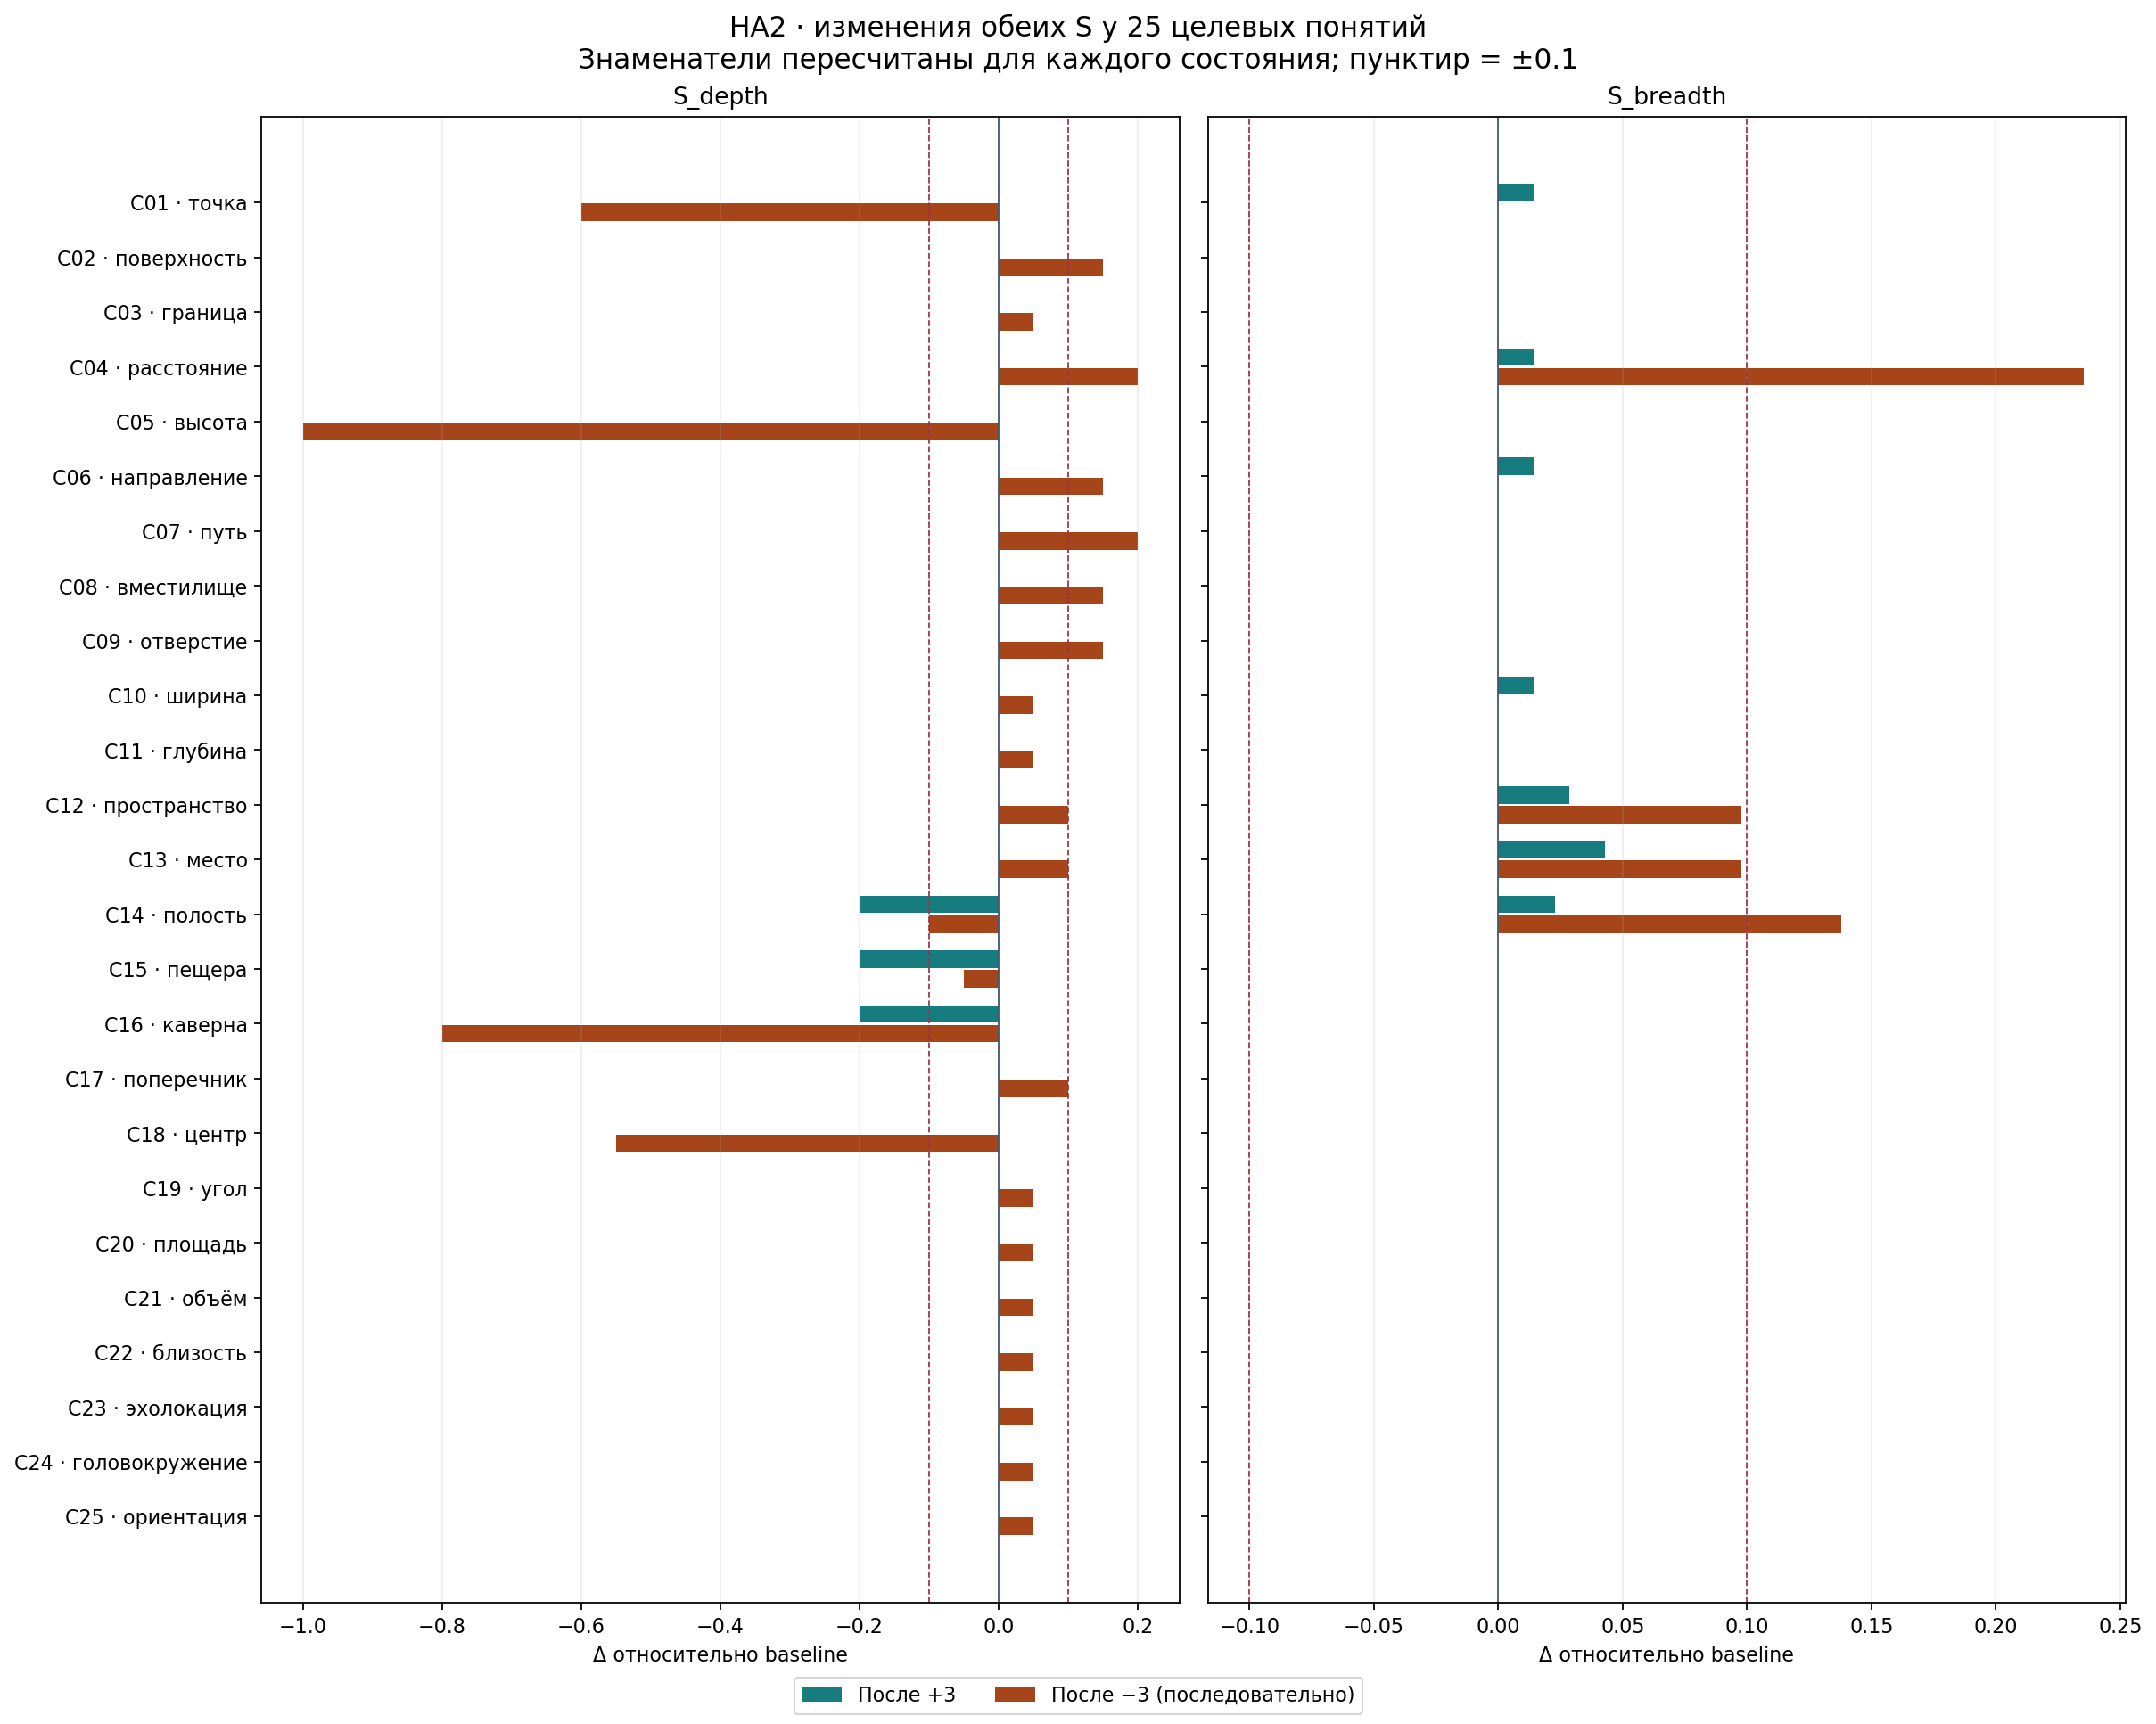 HA2 · изменения обеих S у 25 целевых понятий
Знаменатели пересчитаны для каждого состояния; пунктир = ±0.1
S_depth
S_breadth
C01 · точка
C02 · поверхность
C03 · граница
C04 · расстояние
C05 · высота
C06 · направление
C07 · путь
C08 · вместилище
C09 · отверстие
C10 · ширина
C11 · глубина
C12 · пространство
C13 · место
C14 · полость
C15 · пещера
C16 · каверна
C17 · поперечник
C18 · центр
C19 · угол
C20 · площадь
C21 · объём
C22 · близость
C23 · эхолокация
C24 · головокружение
C25 · ориентация
−1.0 −0.8 −0.6 −0.4 −0.2 0.0 0.2
−0.10 −0.05 0.00 0.05 0.10 0.15 0.20 0.25
Δ относительно baseline
Δ относительно baseline
После +3
После −3 (последовательно)